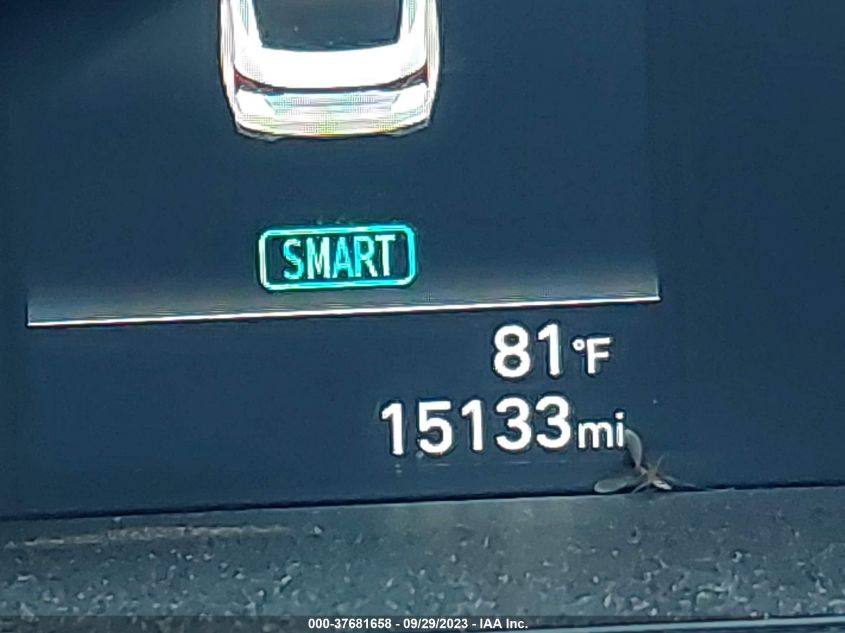 SMART
81°F
15133mi
000-37681658 - 09/29/2023 - IAA Inc.